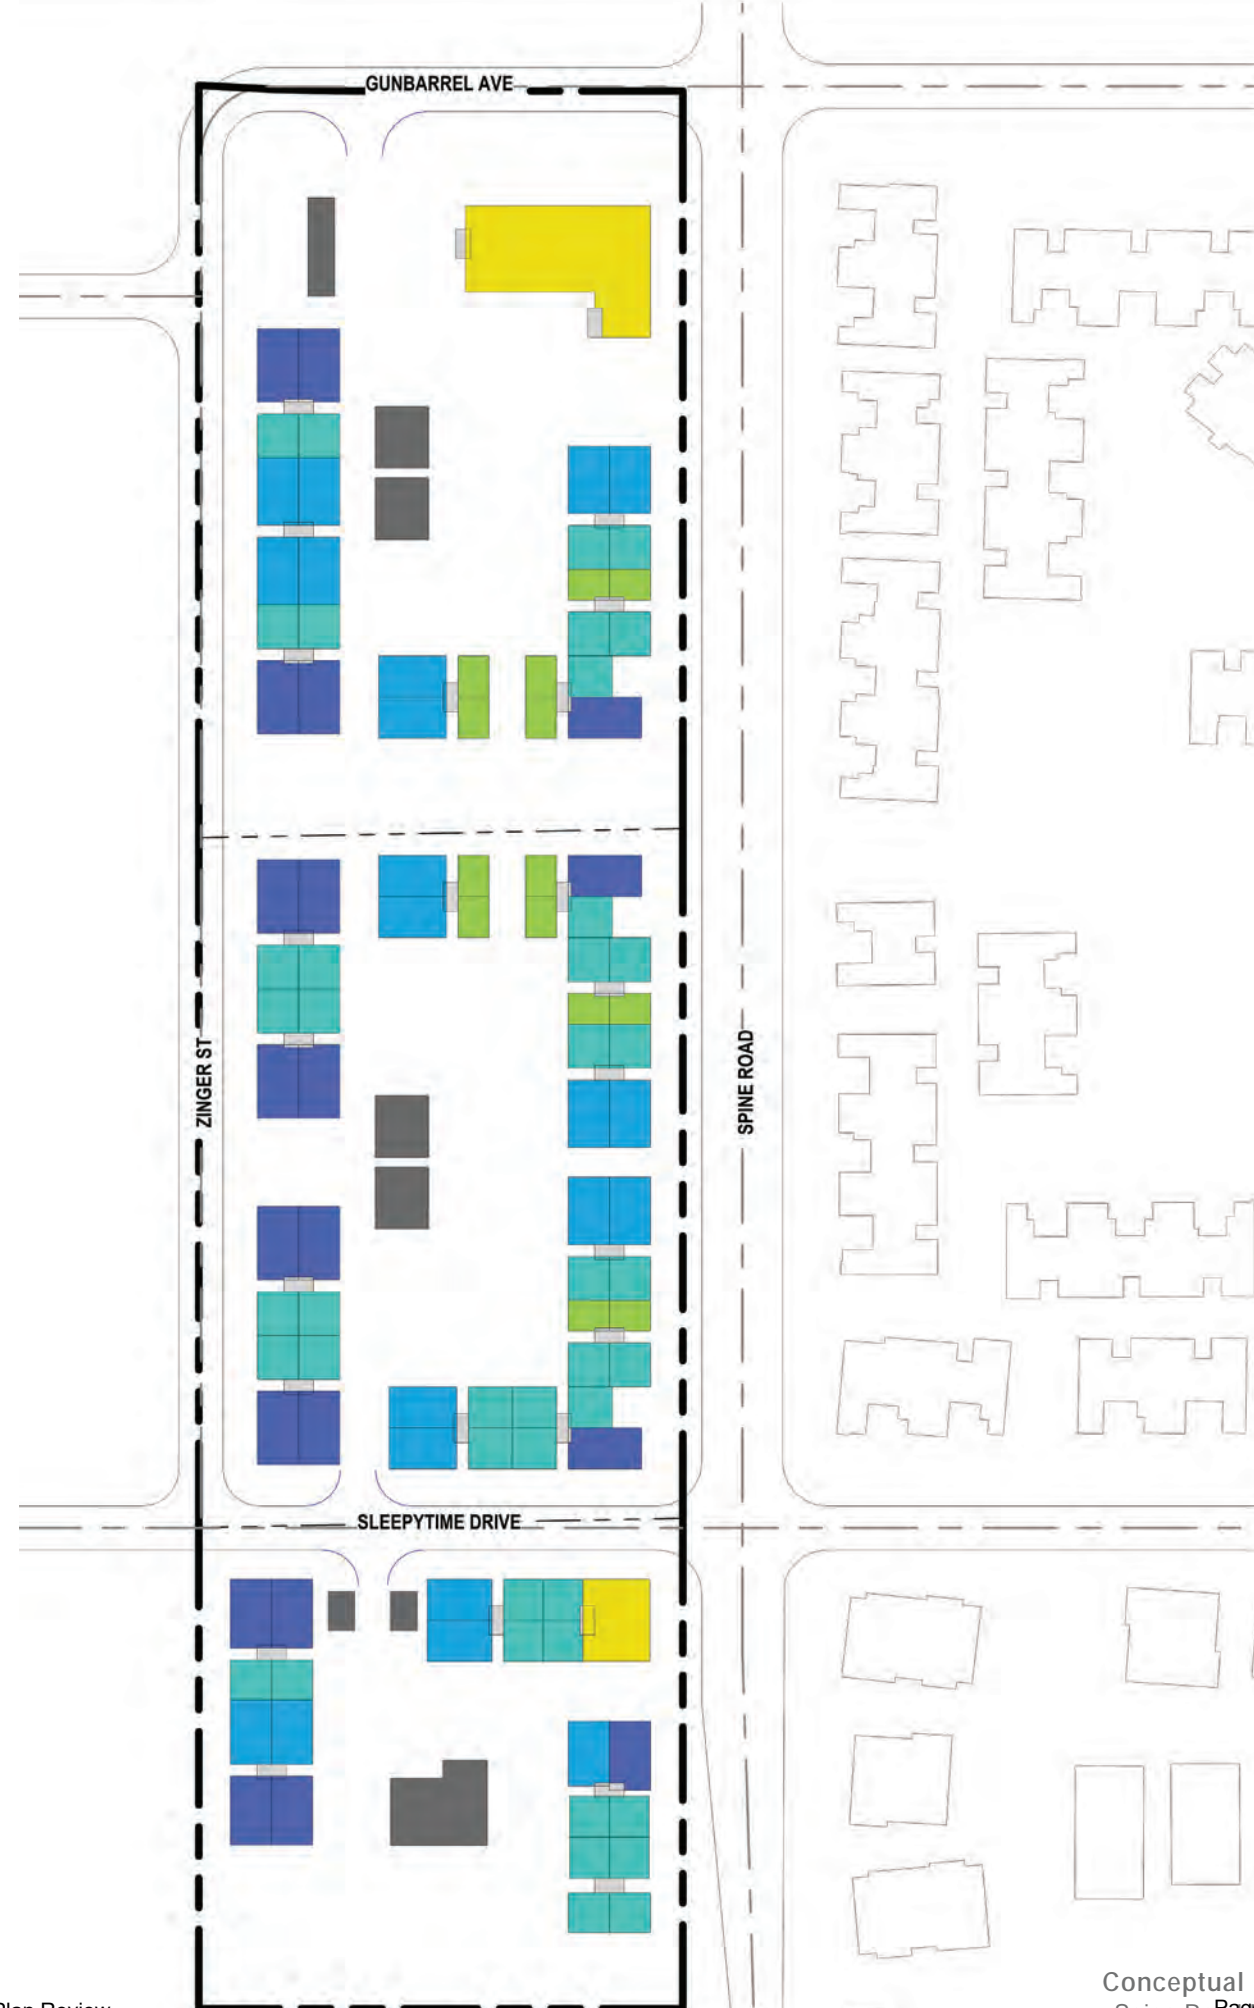 GUNBARREL AVE
ZINGER ST
SPINE ROAD
SLEEPYTIME DRIVE
Conceptual
Plan Review